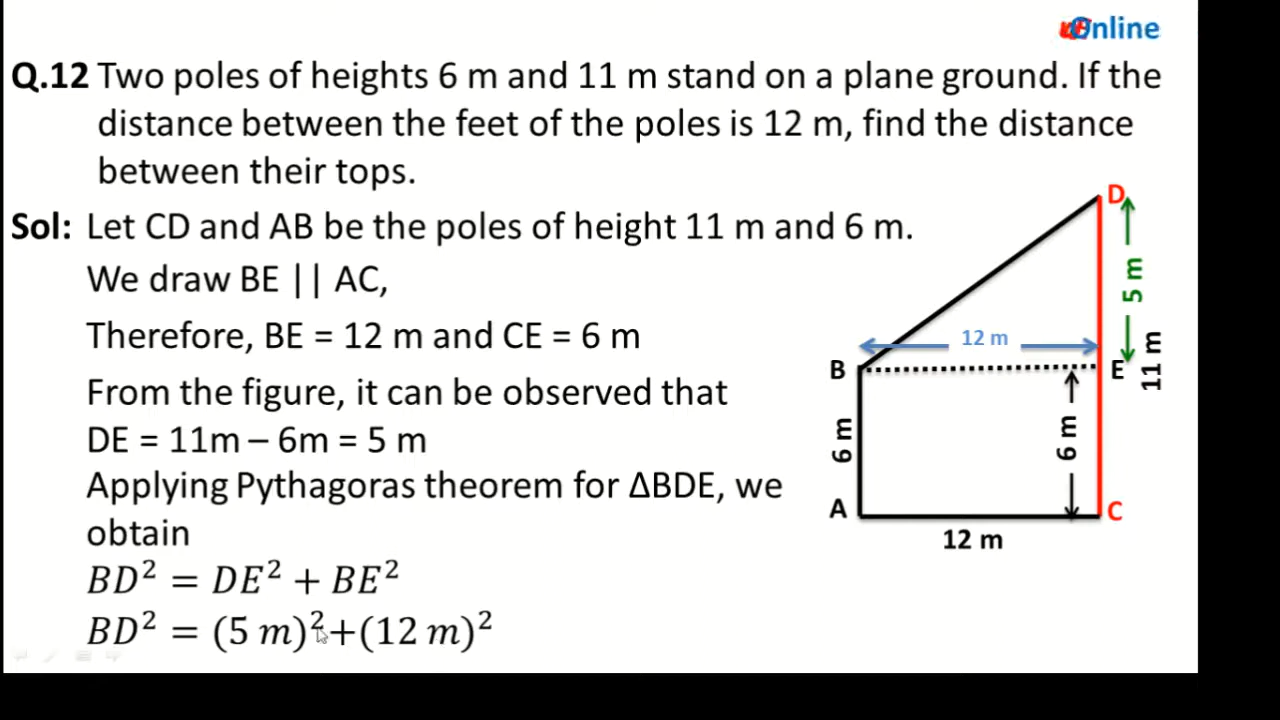 Online
Q.12 Two poles of heights 6 m and 11 m stand on a plane ground. If the
distance between the feet of the poles is 12 m, find the distance
between their tops.
Sol: Let CD and AB be the poles of height 11 m and 6 m.
We draw BE || AC,
Therefore, BE = 12 m and CE = 6 m
From the figure, it can be observed that
DE = 11m – 6m = 5 m
Applying Pythagoras theorem for ΔBDE, we
obtain
BD² = DE² + BE²
BD² = (5 m)²+(12 m)²
D
5 m
12 m
B
E
11 m
6 m
6 m
A
C
12 m